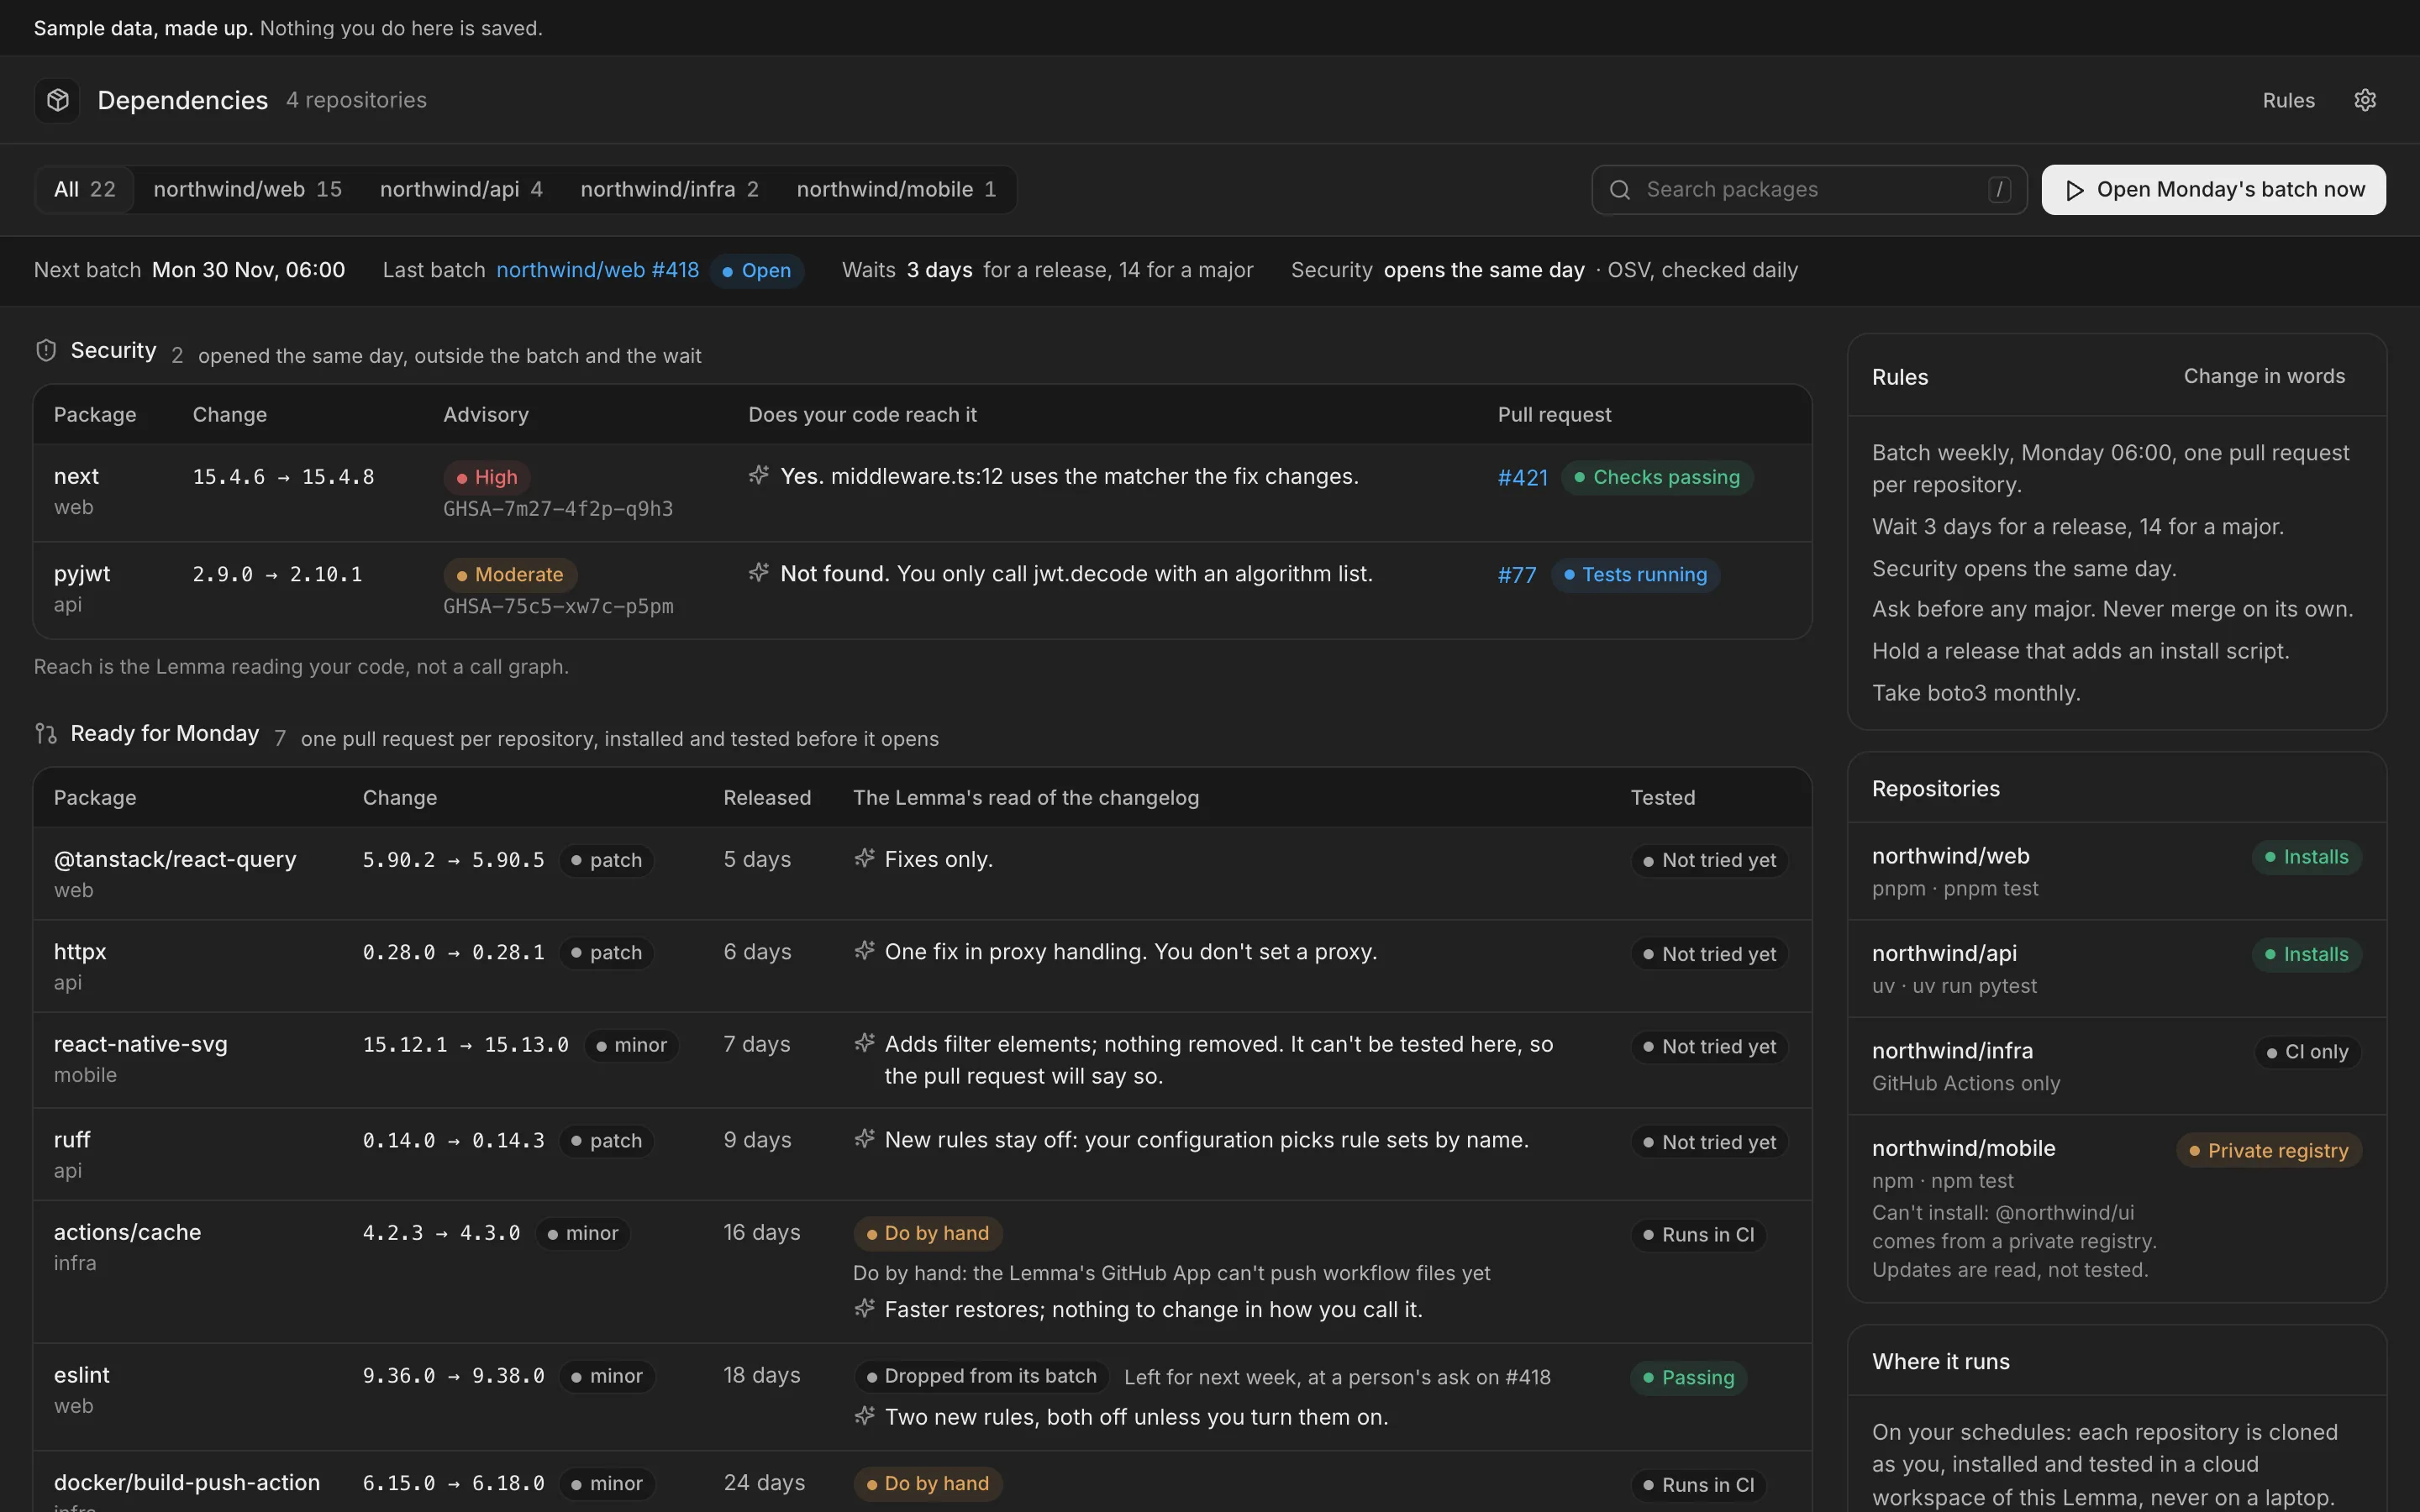 Sample data, made up. Nothing you do here is saved.
Dependencies 4 repositories
Rules
All 22 northwind/web 15 northwind/api 4 northwind/infra 2 northwind/mobile 1
Search packages /
Open Monday's batch now
Next batch Mon 30 Nov, 06:00 Last batch northwind/web #418 Open Waits 3 days for a release, 14 for a major Security opens the same day · OSV, checked daily
Security 2 opened the same day, outside the batch and the wait
Package Change Advisory Does your code reach it Pull request
next 15.4.6 → 15.4.8 High Yes. middleware.ts:12 uses the matcher the fix changes. #421 Checks passing
web GHSA-7m27-4f2p-q9h3
pyjwt 2.9.0 → 2.10.1 Moderate Not found. You only call jwt.decode with an algorithm list. #77 Tests running
api GHSA-75c5-xw7c-p5pm
Reach is the Lemma reading your code, not a call graph.
Ready for Monday 7 one pull request per repository, installed and tested before it opens
Package Change Released The Lemma's read of the changelog Tested
@tanstack/react-query 5.90.2 → 5.90.5 patch 5 days Fixes only. Not tried yet
web
httpx 0.28.0 → 0.28.1 patch 6 days One fix in proxy handling. You don't set a proxy. Not tried yet
api
react-native-svg 15.12.1 → 15.13.0 minor 7 days Adds filter elements; nothing removed. It can't be tested here, so Not tried yet
mobile the pull request will say so.
ruff 0.14.0 → 0.14.3 patch 9 days New rules stay off: your configuration picks rule sets by name. Not tried yet
api
actions/cache 4.2.3 → 4.3.0 minor 16 days Do by hand Runs in CI
infra Do by hand: the Lemma's GitHub App can't push workflow files yet
Faster restores; nothing to change in how you call it.
eslint 9.36.0 → 9.38.0 minor 18 days Dropped from its batch Left for next week, at a person's ask on #418 Passing
web Two new rules, both off unless you turn them on.
docker/build-push-action 6.15.0 → 6.18.0 minor 24 days Do by hand Runs in CI
Rules Change in words
Batch weekly, Monday 06:00, one pull request
per repository.
Wait 3 days for a release, 14 for a major.
Security opens the same day.
Ask before any major. Never merge on its own.
Hold a release that adds an install script.
Take boto3 monthly.
Repositories
northwind/web Installs
pnpm · pnpm test
northwind/api Installs
uv · uv run pytest
northwind/infra CI only
GitHub Actions only
northwind/mobile Private registry
npm · npm test
Can't install: @northwind/ui
comes from a private registry.
Updates are read, not tested.
Where it runs
On your schedules: each repository is cloned
as you, installed and tested in a cloud
workspace of this Lemma, never on a laptop.